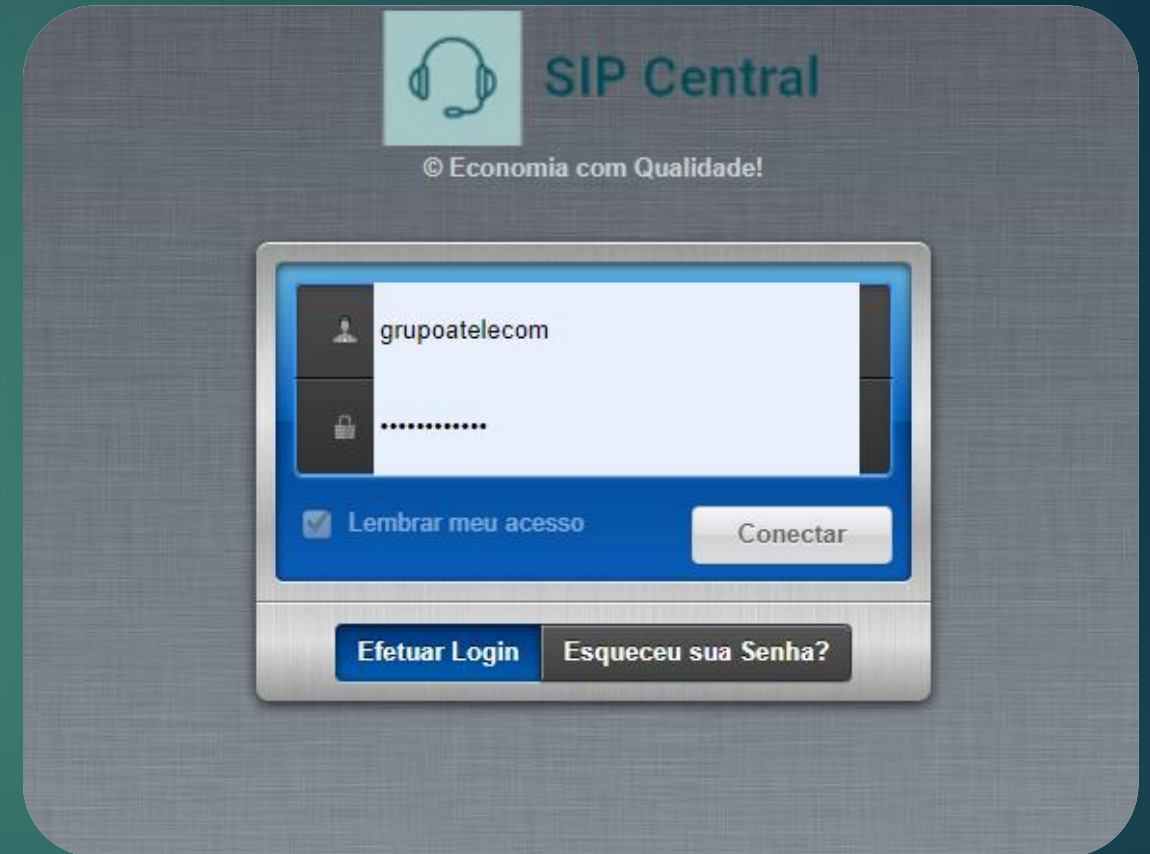 SIP Central
© Economia com Qualidade!
grupoatelecom
••••••••••••
Lembrar meu acesso
Conectar
Efetuar Login
Esqueceu sua Senha?